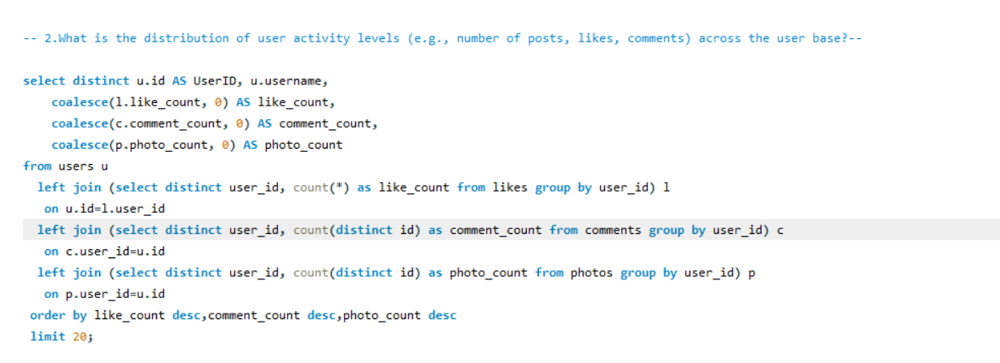 -- 2.What is the distribution of user activity levels (e.g., number of posts, likes, comments) across the user base?--
select distinct u.id AS UserID, u.username,
coalesce(l.like_count, 0) AS like_count,
coalesce(c.comment_count, 0) AS comment_count,
coalesce(p.photo_count, 0) AS photo_count
from users u
left join (select distinct user_id, count(*) as like_count from likes group by user_id) l
on u.id=l.user_id
left join (select distinct user_id, count(distinct id) as comment_count from comments group by user_id) c
on c.user_id=u.id
left join (select distinct user_id, count(distinct id) as photo_count from photos group by user_id) p
on p.user_id=u.id
order by like_count desc,comment_count desc,photo_count desc
limit 20;